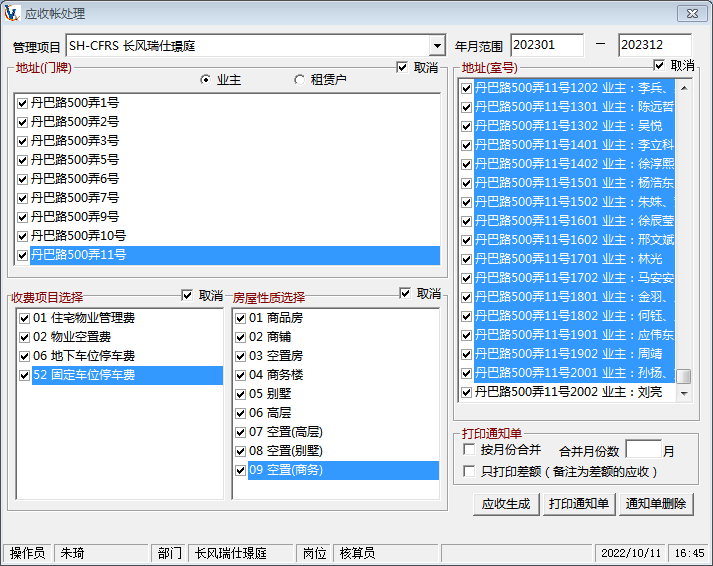 应收帐处理
管理项目 SH-CFRS 长风瑞仕璟庭 年月范围 202301 — 202312
地址(门牌) 取消
业主 租赁户
丹巴路500弄1号
丹巴路500弄2号
丹巴路500弄3号
丹巴路500弄5号
丹巴路500弄6号
丹巴路500弄7号
丹巴路500弄9号
丹巴路500弄10号
丹巴路500弄11号
地址(室号) 取消
丹巴路500弄11号1202 业主：李兵、
丹巴路500弄11号1301 业主：陈远哲
丹巴路500弄11号1302 业主：吴悦
丹巴路500弄11号1401 业主：李立科
丹巴路500弄11号1402 业主：徐淳熙
丹巴路500弄11号1501 业主：杨浩东
丹巴路500弄11号1502 业主：朱姝、
丹巴路500弄11号1601 业主：徐辰莹
丹巴路500弄11号1602 业主：邢文斌
丹巴路500弄11号1701 业主：林光
丹巴路500弄11号1702 业主：马安安
丹巴路500弄11号1801 业主：金羽、
丹巴路500弄11号1802 业主：何钰、
丹巴路500弄11号1901 业主：应伟东
丹巴路500弄11号1902 业主：周靖
丹巴路500弄11号2001 业主：孙扬、
丹巴路500弄11号2002 业主：刘亮
收费项目选择 取消
01 住宅物业管理费
02 物业空置费
06 地下车位停车费
52 固定车位停车费
房屋性质选择 取消
01 商品房
02 商铺
03 空置房
04 商务楼
05 别墅
06 高层
07 空置(高层)
08 空置(别墅)
09 空置(商务)
打印通知单
按月份合并 合并月份数 月
只打印差额（备注为差额的应收）
应收生成 打印通知单 通知单删除
操作员 朱琦 部门 长风瑞仕璟庭 岗位 核算员 2022/10/11 16:45